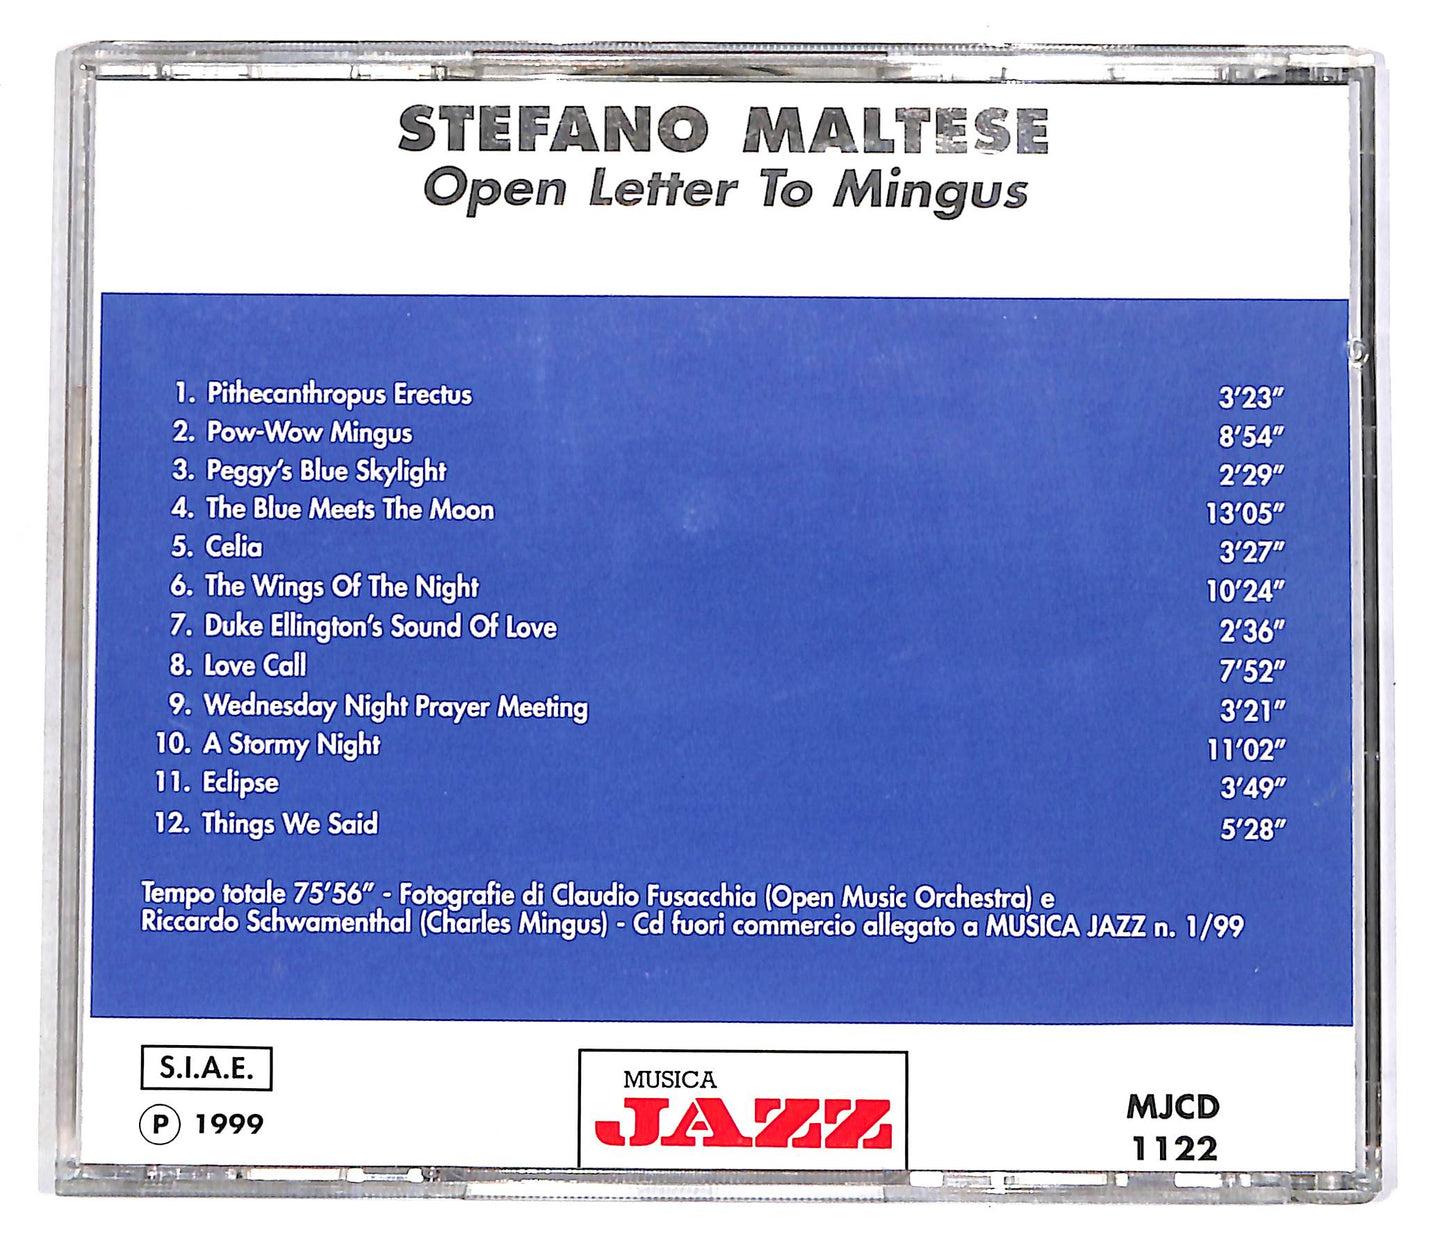 STEFANO MALTESE
Open Letter To Mingus
1. Pithecanthropus Erectus 3'23"
2. Pow-Wow Mingus 8'54"
3. Peggy's Blue Skylight 2'29"
4. The Blue Meets The Moon 13'05"
5. Celia 3'27"
6. The Wings Of The Night 10'24"
7. Duke Ellington's Sound Of Love 2'36"
8. Love Call 7'52"
9. Wednesday Night Prayer Meeting 3'21"
10. A Stormy Night 11'02"
11. Eclipse 3'49"
12. Things We Said 5'28"
Tempo totale 75'56" - Fotografie di Claudio Fusacchia (Open Music Orchestra) e
Riccardo Schwamenthal (Charles Mingus) - Cd fuori commercio allegato a MUSICA JAZZ n. 1/99
S.I.A.E.
℗ 1999
MUSICA
JAZZ
MJCD
1122